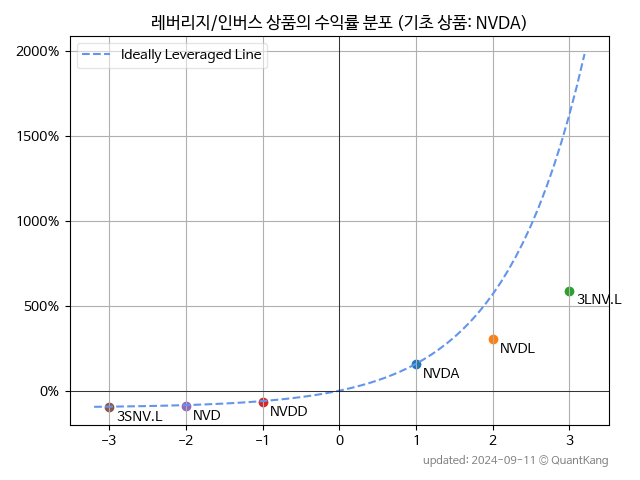 레버리지/인버스 상품의 수익률 분포 (기초 상품: NVDA)
2000%
Ideally Leveraged Line
1500%
1000%
500%
3LNV.L
NVDL
NVDA
0%
3SNV.L
NVD
NVDD
−3
−2
−1
0
1
2
3
updated: 2024-09-11 © QuantKang